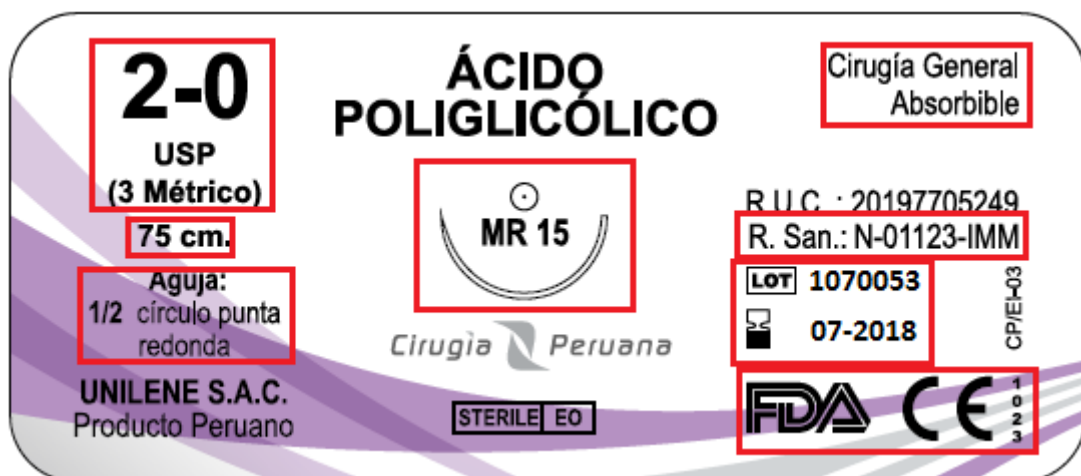 2-0
USP
(3 Métrico)
75 cm.
Aguja:
1/2 círculo punta
redonda
UNILENE S.A.C.
Producto Peruano
ÁCIDO
POLIGLICÓLICO
MR 15
Cirugìa Peruana
STERILE EO
Cirugía General
Absorbible
R.U.C. : 20197705249
R. San.: N-01123-IMM
LOT 1070053
07-2018
CP/EI-03
FDA CE 1023